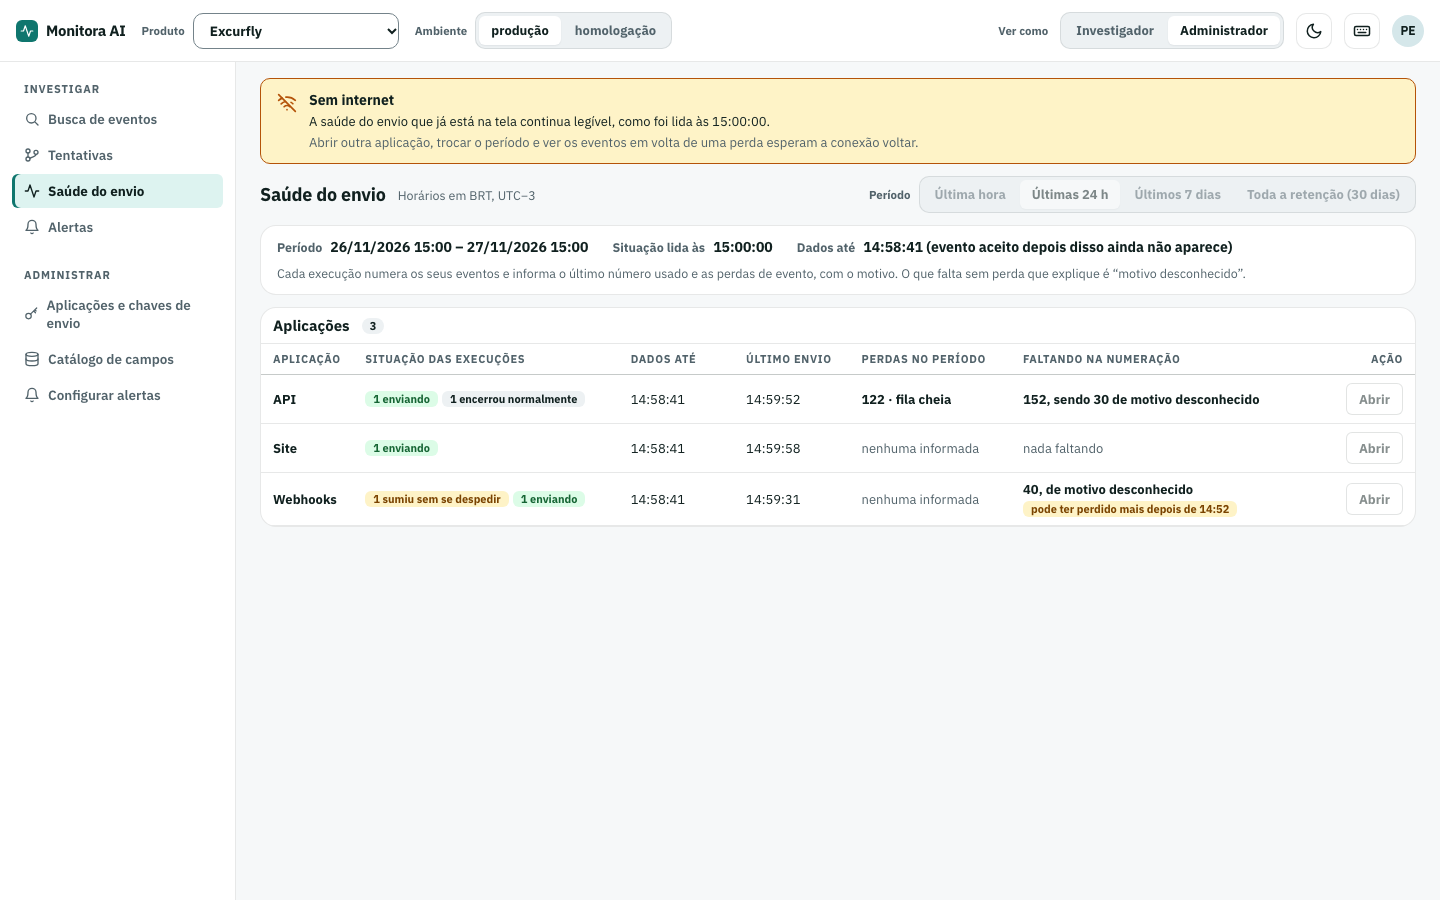 Monitora AI Produto Excurfly Ambiente produção homologação Ver como Investigador Administrador PE
INVESTIGAR
Busca de eventos
Tentativas
Saúde do envio
Alertas
ADMINISTRAR
Aplicações e chaves de
envio
Catálogo de campos
Configurar alertas
Sem internet
A saúde do envio que já está na tela continua legível, como foi lida às 15:00:00.
Abrir outra aplicação, trocar o período e ver os eventos em volta de uma perda esperam a conexão voltar.
Saúde do envio Horários em BRT, UTC−3 Período Última hora Últimas 24 h Últimos 7 dias Toda a retenção (30 dias)
Período 26/11/2026 15:00 – 27/11/2026 15:00 Situação lida às 15:00:00 Dados até 14:58:41 (evento aceito depois disso ainda não aparece)
Cada execução numera os seus eventos e informa o último número usado e as perdas de evento, com o motivo. O que falta sem perda que explique é “motivo desconhecido”.
Aplicações 3
APLICAÇÃO SITUAÇÃO DAS EXECUÇÕES DADOS ATÉ ÚLTIMO ENVIO PERDAS NO PERÍODO FALTANDO NA NUMERAÇÃO AÇÃO
API 1 enviando 1 encerrou normalmente 14:58:41 14:59:52 122 · fila cheia 152, sendo 30 de motivo desconhecido Abrir
Site 1 enviando 14:58:41 14:59:58 nenhuma informada nada faltando Abrir
Webhooks 1 sumiu sem se despedir 1 enviando 14:58:41 14:59:31 nenhuma informada 40, de motivo desconhecido Abrir
pode ter perdido mais depois de 14:52